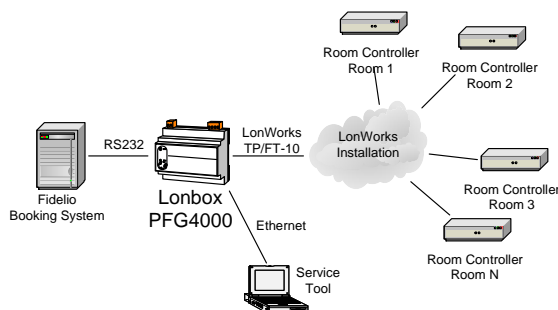 Room Controller
Room 1
Room Controller
Room 2
RS232
LonWorks
TP/FT-10
LonWorks
Installation
Fidelio
Booking System
Lonbox
PFG4000
Room Controller
Room 3
Ethernet
Room Controller
Room N
Service
Tool